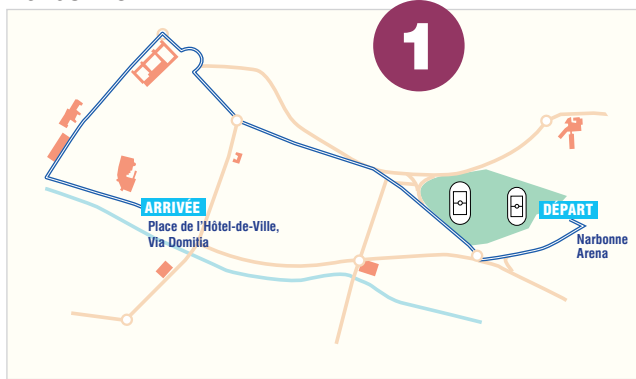 1
ARRIVÉE
Place de l'Hôtel-de-Ville,
Via Domitia
DÉPART
Narbonne
Arena